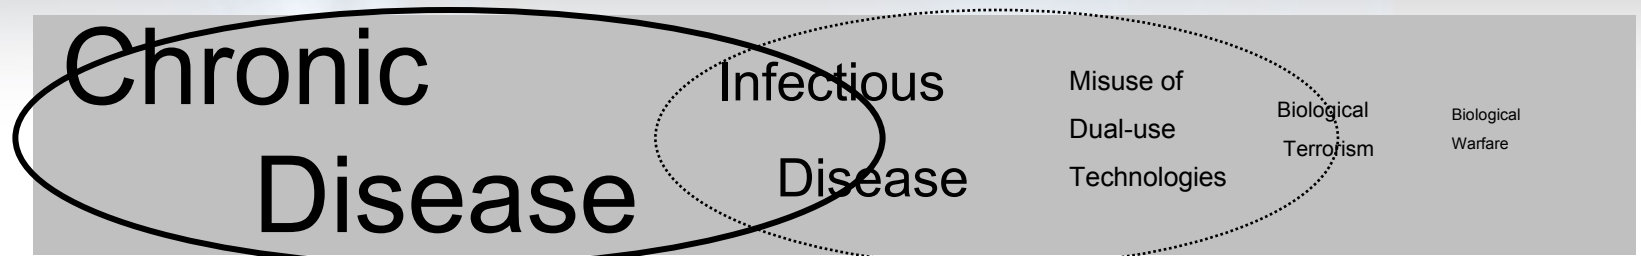 Chronic
Disease
Infectious
Disease
Misuse of
Dual-use
Technologies
Biological
Terrorism
Biological
Warfare